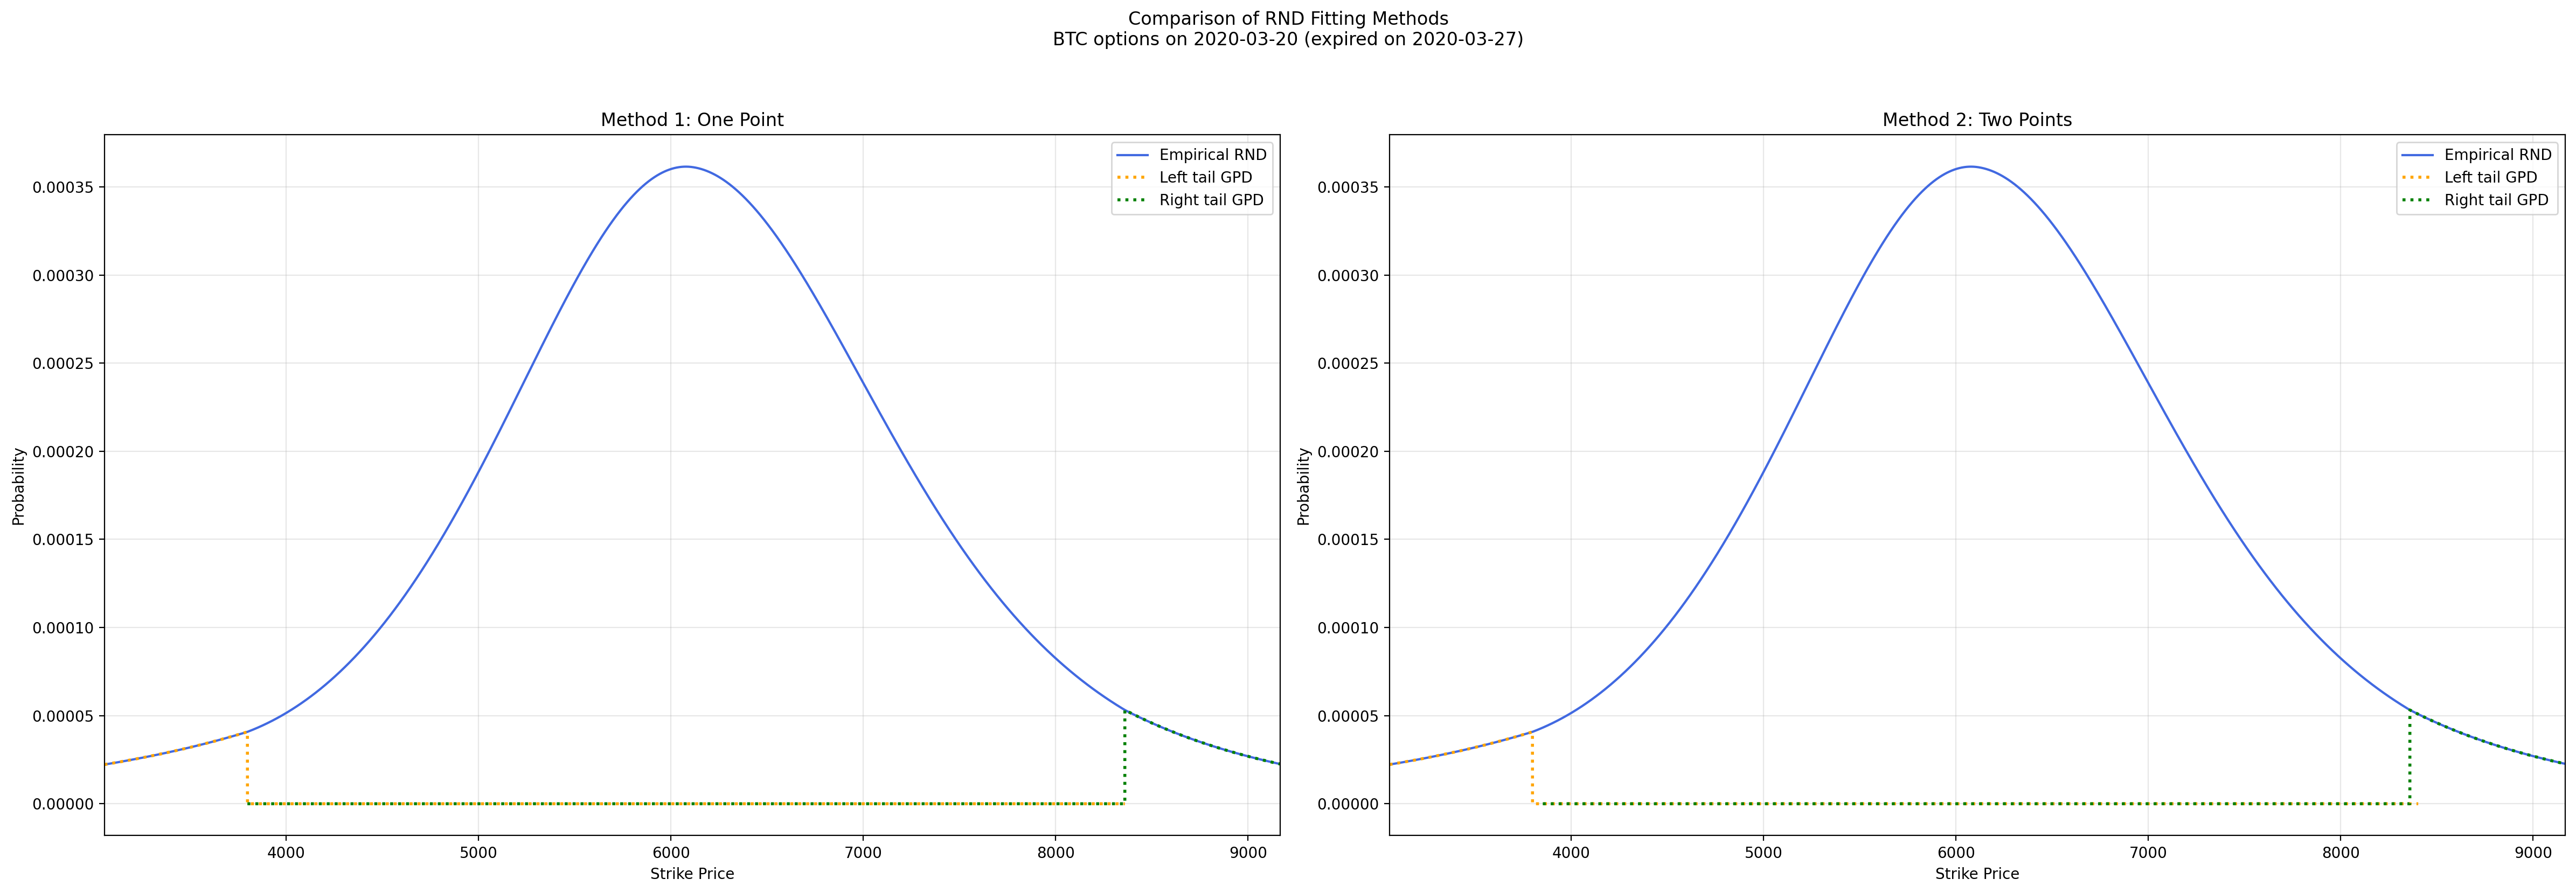 Comparison of RND Fitting Methods
BTC options on 2020-03-20 (expired on 2020-03-27)
Method 1: One Point
Empirical RND
Left tail GPD
Right tail GPD
0.00035
0.00030
0.00025
0.00020
0.00015
0.00010
0.00005
0.00000
Probability
4000 5000 6000 7000 8000 9000
Strike Price
Method 2: Two Points
Empirical RND
Left tail GPD
Right tail GPD
0.00035
0.00030
0.00025
0.00020
0.00015
0.00010
0.00005
0.00000
Probability
4000 5000 6000 7000 8000 9000
Strike Price